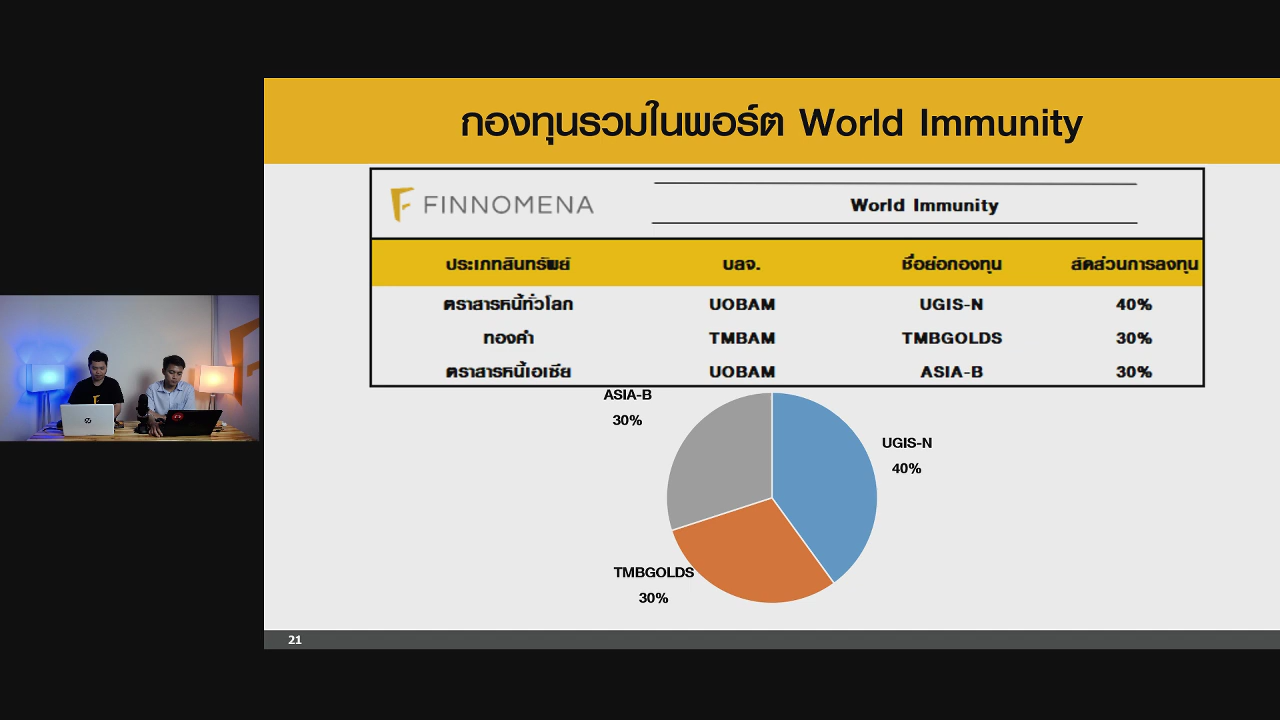 กองทุนรวมในพอร์ต World Immunity
FINNOMENA
World Immunity
ประเภทสินทรัพย์ บลจ. ชื่อย่อกองทุน สัดส่วนการลงทุน
ตราสารหนี้ทั่วโลก UOBAM UGIS-N 40%
ทองคำ TMBAM TMBGOLDS 30%
ตราสารหนี้เอเชีย UOBAM ASIA-B 30%
ASIA-B
30%
UGIS-N
40%
TMBGOLDS
30%
21